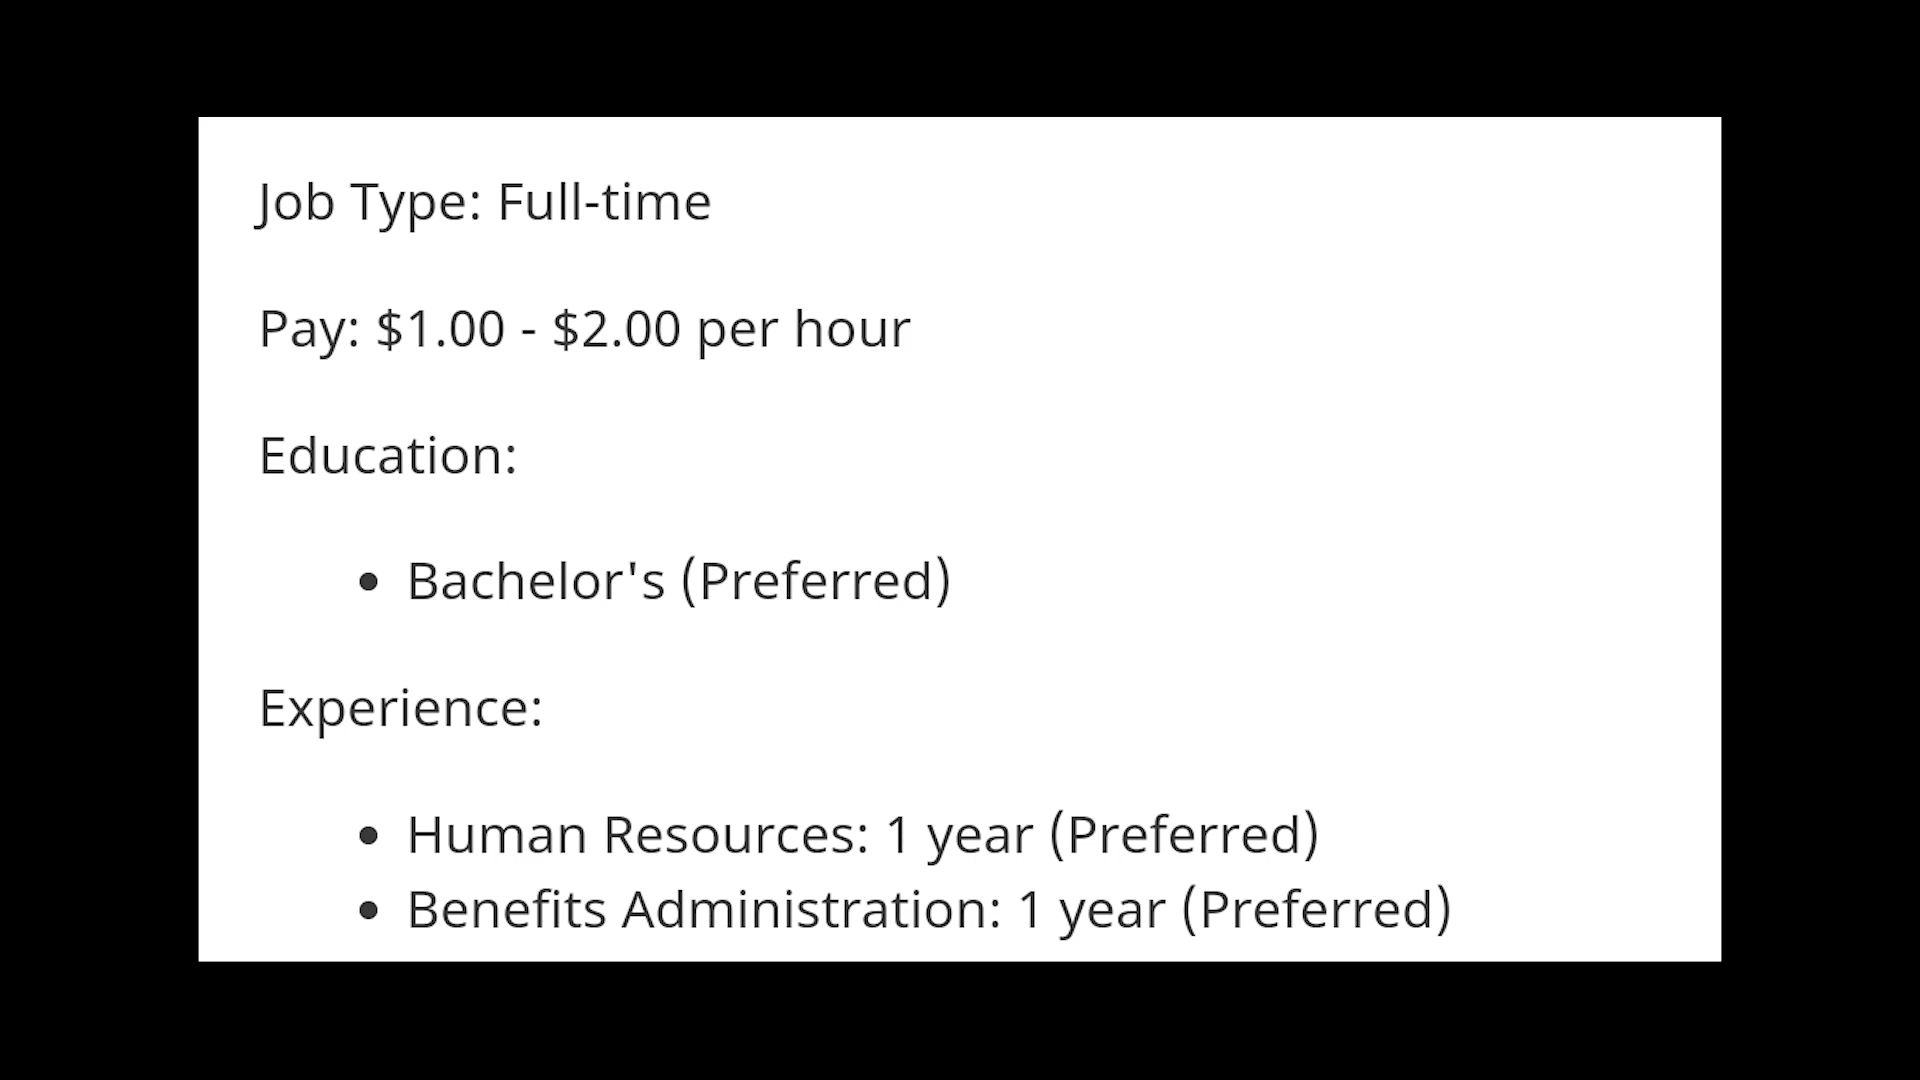 Job Type: Full-time
Pay: $1.00 - $2.00 per hour
Education:
• Bachelor's (Preferred)
Experience:
• Human Resources: 1 year (Preferred)
• Benefits Administration: 1 year (Preferred)